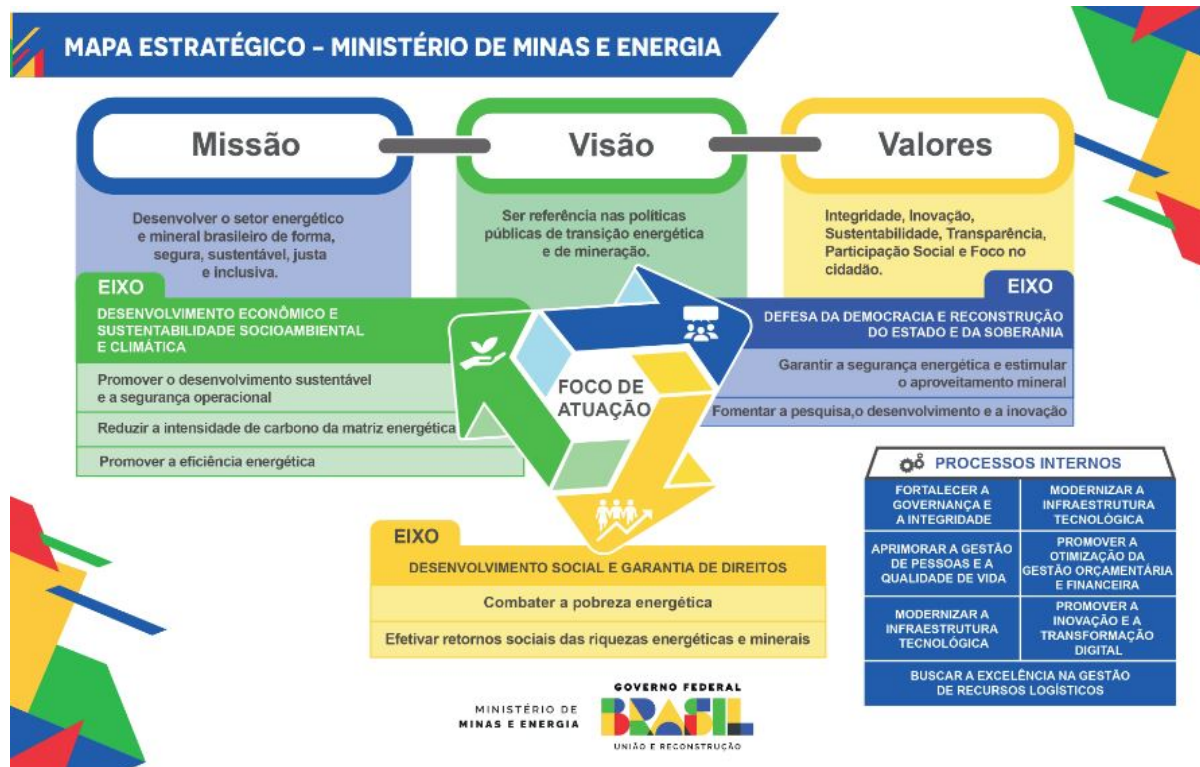 MAPA ESTRATÉGICO - MINISTÉRIO DE MINAS E ENERGIA
Missão
Desenvolver o setor energético
e mineral brasileiro de forma,
segura, sustentável, justa
e inclusiva.
Visão
Ser referência nas políticas
públicas de transição energética
e de mineração.
Valores
Integridade, Inovação,
Sustentabilidade, Transparência,
Participação Social e Foco no
cidadão.
EIXO
DESENVOLVIMENTO ECONÔMICO E
SUSTENTABILIDADE SOCIOAMBIENTAL
E CLIMÁTICA
Promover o desenvolvimento sustentável
e a segurança operacional
Reduzir a intensidade de carbono da matriz energética
Promover a eficiência energética
FOCO DE
ATUAÇÃO
EIXO
DEFESA DA DEMOCRACIA E RECONSTRUÇÃO
DO ESTADO E DA SOBERANIA
Garantir a segurança energética e estimular
o aproveitamento mineral
Fomentar a pesquisa,o desenvolvimento e a inovação
EIXO
DESENVOLVIMENTO SOCIAL E GARANTIA DE DIREITOS
Combater a pobreza energética
Efetivar retornos sociais das riquezas energéticas e minerais
PROCESSOS INTERNOS
FORTALECER A
GOVERNANÇA E
A INTEGRIDADE
MODERNIZAR A
INFRAESTRUTURA
TECNOLÓGICA
APRIMORAR A GESTÃO
DE PESSOAS E A
QUALIDADE DE VIDA
PROMOVER A
OTIMIZAÇÃO DA
GESTÃO ORÇAMENTÁRIA
E FINANCEIRA
MODERNIZAR A
INFRAESTRUTURA
TECNOLÓGICA
PROMOVER A
INOVAÇÃO E A
TRANSFORMAÇÃO
DIGITAL
BUSCAR A EXCELÊNCIA NA GESTÃO
DE RECURSOS LOGÍSTICOS
MINISTÉRIO DE
MINAS E ENERGIA
GOVERNO FEDERAL
BRASIL
UNIÃO E RECONSTRUÇÃO